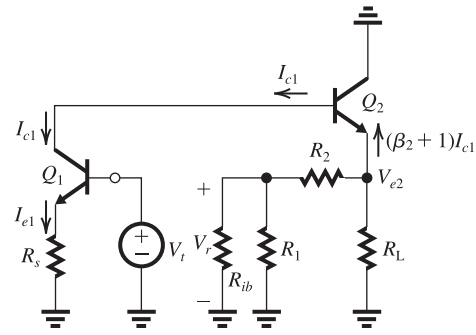 I_{c1}
Q_2
I_{c1}
(β_2 + 1)I_{c1}
R_2
Q_1
V_{e2}
+
I_{e1}
+
−
V_t
V_r
R_1
R_L
R_s
R_{ib}
−